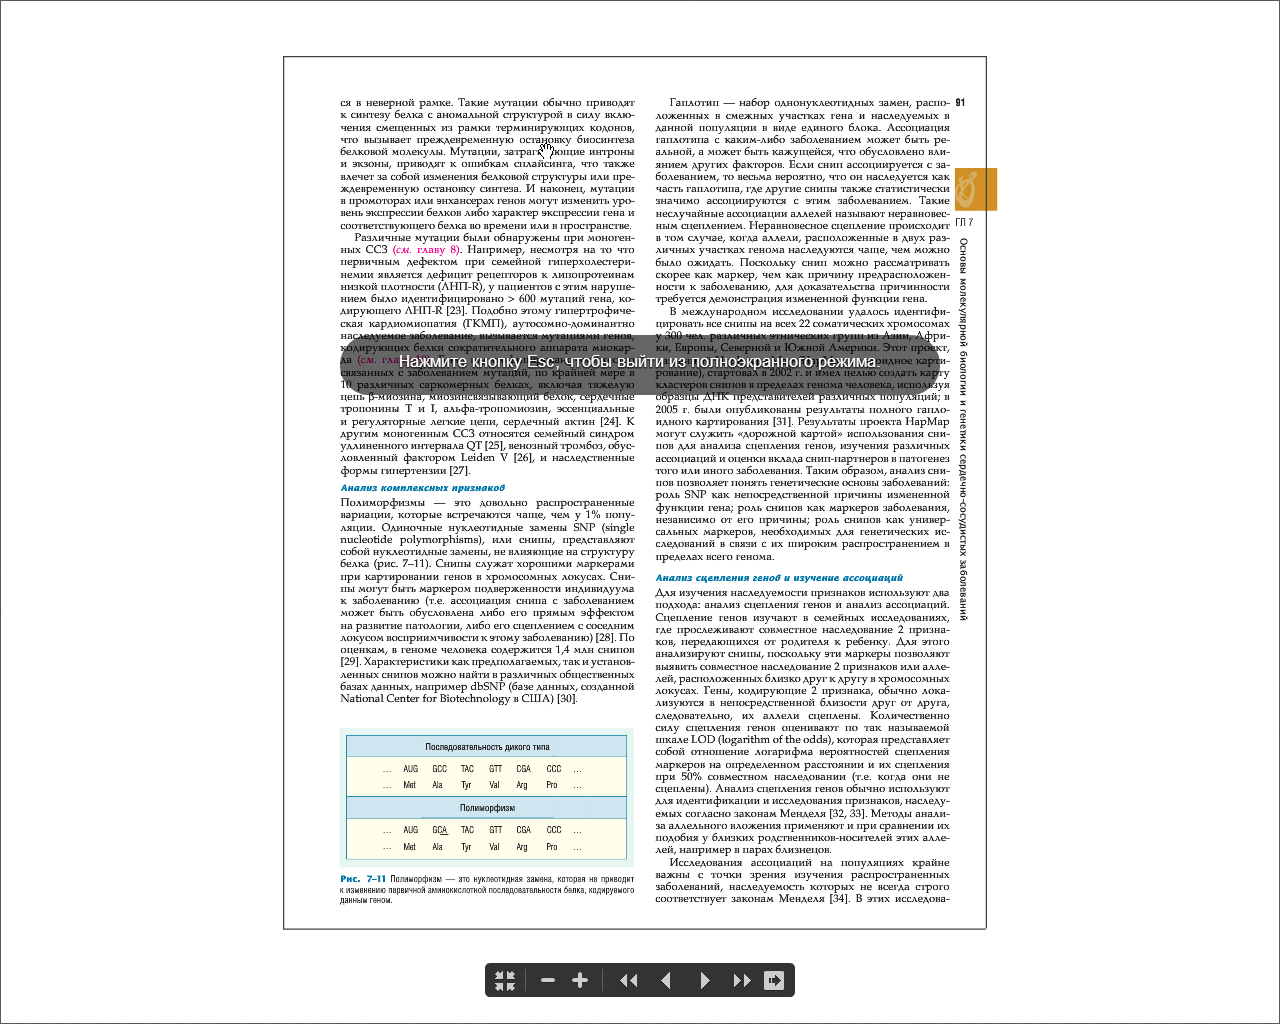 ся в неверной рамке. Такие мутации обычно приводят
к синтезу белка с аномальной структурой в силу вклю-
чения смещенных из рамки терминирующих кодонов,
что вызывает преждевременную остановку биосинтеза
белковой молекулы. Мутации, затрагивающие интроны
и экзоны, приводят к ошибкам сплайсинга, что также
влечет за собой изменения белковой структуры или пре-
ждевременную остановку синтеза. И наконец, мутации
в промоторах или энхансерах генов могут изменить уро-
вень экспрессии белков либо характер экспрессии гена и
соответствующего белка во времени или в пространстве.
Различные мутации были обнаружены при моноген-
ных ССЗ (см. главу 8). Например, несмотря на то что
первичным дефектом при семейной гиперхолестери-
немии является дефицит рецепторов к липопротеинам
низкой плотности (ЛНП-R), у пациентов с этим наруше-
нием было идентифицировано > 600 мутаций гена, ко-
дирующего ЛНП-R [23]. Подобно этому гипертрофиче-
ская кардиомиопатия (ГКМП), аутосомно-доминантно
наследуемое заболевание, вызывается мутациями генов,
кодирующих белки сократительного аппарата миокар-
да (см. главу
связанных с заболеванием мутаций, по крайней мере в
10 различных саркомерных белках, включая тяжелую
цепь β-миозина, миозинсвязывающий белок, сердечные
тропонины Т и I, альфа-тропомиозин, эссенциальные
и регуляторные легкие цепи, сердечный актин [24]. К
другим моногенным ССЗ относятся семейный синдром
удлиненного интервала QT [25], венозный тромбоз, обус-
ловленный фактором Leiden V [26], и наследственные
формы гипертензии [27].
Анализ комплексных признаков
Полиморфизмы — это довольно распространенные
вариации, которые встречаются чаще, чем у 1% попу-
ляции. Одиночные нуклеотидные замены SNP (single
nucleotide polymorphisms), или снипы, представляют
собой нуклеотидные замены, не влияющие на структуру
белка (рис. 7–11). Снипы служат хорошими маркерами
при картировании генов в хромосомных локусах. Сни-
пы могут быть маркером подверженности индивидуума
к заболеванию (т.е. ассоциация снипа с заболеванием
может быть обусловлена либо его прямым эффектом
на развитие патологии, либо его сцеплением с соседним
локусом восприимчивости к этому заболеванию) [28]. По
оценкам, в геноме человека содержится 1,4 млн снипов
[29]. Характеристики как предполагаемых, так и установ-
ленных снипов можно найти в различных общественных
базах данных, например dbSNP (базе данных, созданной
National Center for Biotechnology в США) [30].
Последовательность дикого типа
... AUG GCC TAC GTT CGA CCC ...
... Met Ala Tyr Val Arg Pro ...
Полиморфизм
... AUG GCA TAC GTT CGA CCC ...
... Met Ala Tyr Val Arg Pro ...
Рис. 7–11 Полиморфизм — это нуклеотидная замена, которая не приводит
к изменению первичной аминокислотной последовательности белка, кодируемого
данным геном.
Гаплотип — набор однонуклеотидных замен, распо-
ложенных в смежных участках гена и наследуемых в
данной популяции в виде единого блока. Ассоциация
гаплотипа с каким-либо заболеванием может быть ре-
альной, а может быть кажущейся, что обусловлено вли-
янием других факторов. Если снип ассоциируется с за-
болеванием, то весьма вероятно, что он наследуется как
часть гаплотипа, где другие снипы также статистически
значимо ассоциируются с этим заболеванием. Такие
неслучайные ассоциации аллелей называют неравновес-
ным сцеплением. Неравновесное сцепление происходит
в том случае, когда аллели, расположенные в двух раз-
личных участках генома наследуются чаще, чем можно
было ожидать. Поскольку снип можно рассматривать
скорее как маркер, чем как причину предрасположен-
ности к заболеванию, для доказательства причинности
требуется демонстрация измененной функции гена.
В международном исследовании удалось идентифи-
цировать все снипы на всех 22 соматических хромосомах
у 300 чел. различных этнических групп из Азии, Афри-
ки, Европы, Северной и Южной Америки. Этот проект,
рование), стартовал в 2002 г. и имел целью создать карту
кластеров снипов в пределах генома человека, используя
образцы ДНК представителей различных популяций; в
2005 г. были опубликованы результаты полного гапло-
идного картирования [31]. Результаты проекта HapMap
могут служить «дорожной картой» использования сни-
пов для анализа сцепления генов, изучения различных
ассоциаций и оценки вклада снип-партнеров в патогенез
того или иного заболевания. Таким образом, анализ сни-
пов позволяет понять генетические основы заболеваний:
роль SNP как непосредственной причины измененной
функции гена; роль снипов как маркеров заболевания,
независимо от его причины; роль снипов как универ-
сальных маркеров, необходимых для генетических ис-
следований в связи с их широким распространением в
пределах всего генома.
Анализ сцепления генов и изучение ассоциаций
Для изучения наследуемости признаков используют два
подхода: анализ сцепления генов и анализ ассоциаций.
Сцепление генов изучают в семейных исследованиях,
где прослеживают совместное наследование 2 призна-
ков, передающихся от родителя к ребенку. Для этого
анализируют снипы, поскольку эти маркеры позволяют
выявить совместное наследование 2 признаков или алле-
лей, расположенных близко друг к другу в хромосомных
локусах. Гены, кодирующие 2 признака, обычно лока-
лизуются в непосредственной близости друг от друга,
следовательно, их аллели сцеплены. Количественно
силу сцепления генов оценивают по так называемой
шкале LOD (logarithm of the odds), которая представляет
собой отношение логарифма вероятностей сцепления
маркеров на определенном расстоянии и их сцепления
при 50% совместном наследовании (т.е. когда они не
сцеплены). Анализ сцепления генов обычно используют
для идентификации и исследования признаков, наследу-
емых согласно законам Менделя [32, 33]. Методы анали-
за аллельного вложения применяют и при сравнении их
подобия у близких родственников-носителей этих алле-
лей, например в парах близнецов.
Исследования ассоциаций на популяциях крайне
важны с точки зрения изучения распространенных
заболеваний, наследуемость которых не всегда строго
соответствует законам Менделя [34]. В этих исследова-
91
ГЛ 7
Основы молекулярной биологии и генетики сердечно-сосудистых заболеваний
Нажмите кнопку Esc, чтобы выйти из полноэкранного режима.